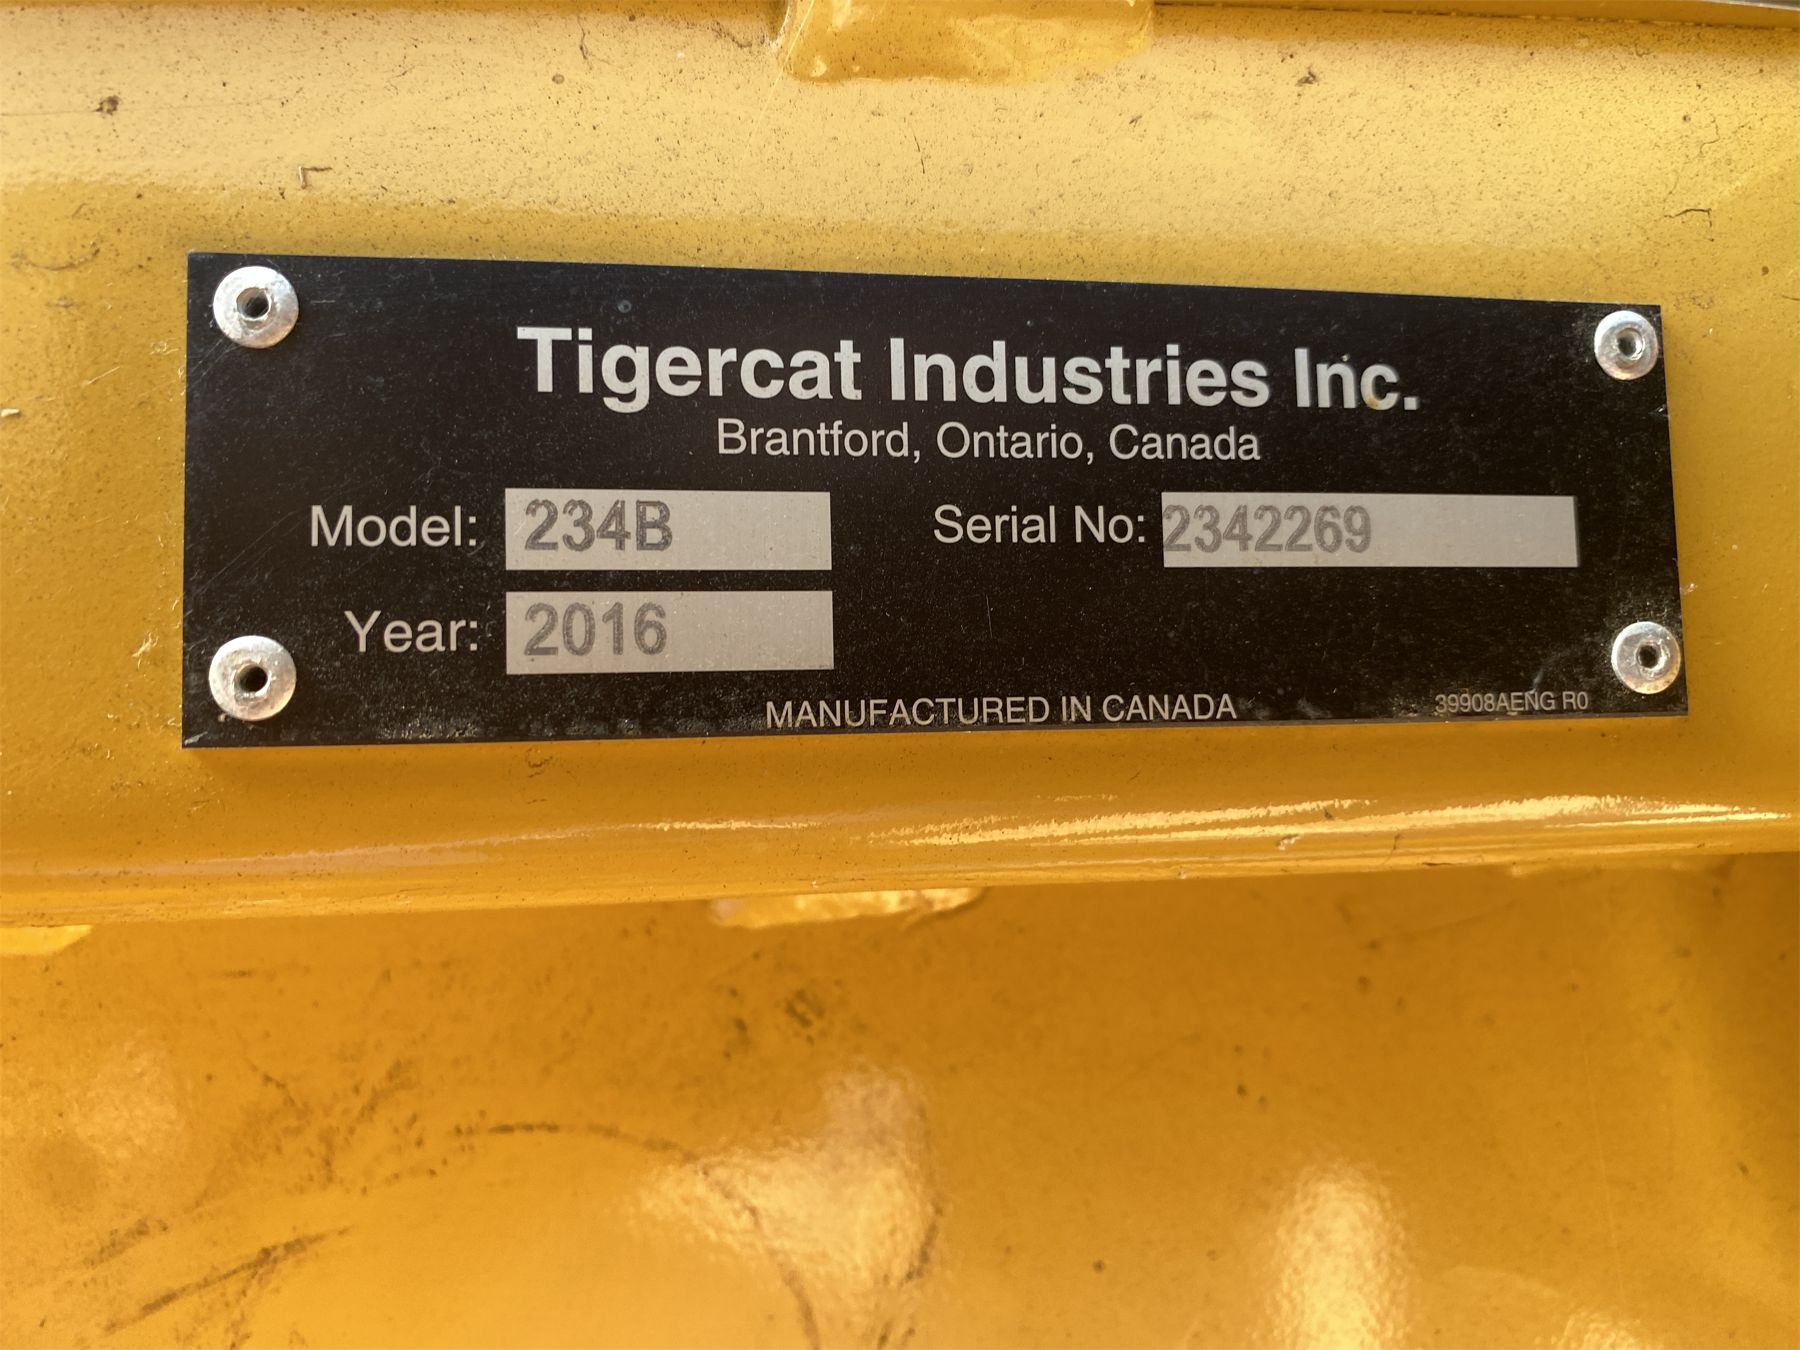 Tigercat Industries Inc.
Brantford, Ontario, Canada
Model: 234B Serial No: 2342269
Year: 2016
MANUFACTURED IN CANADA 39908AENG R0